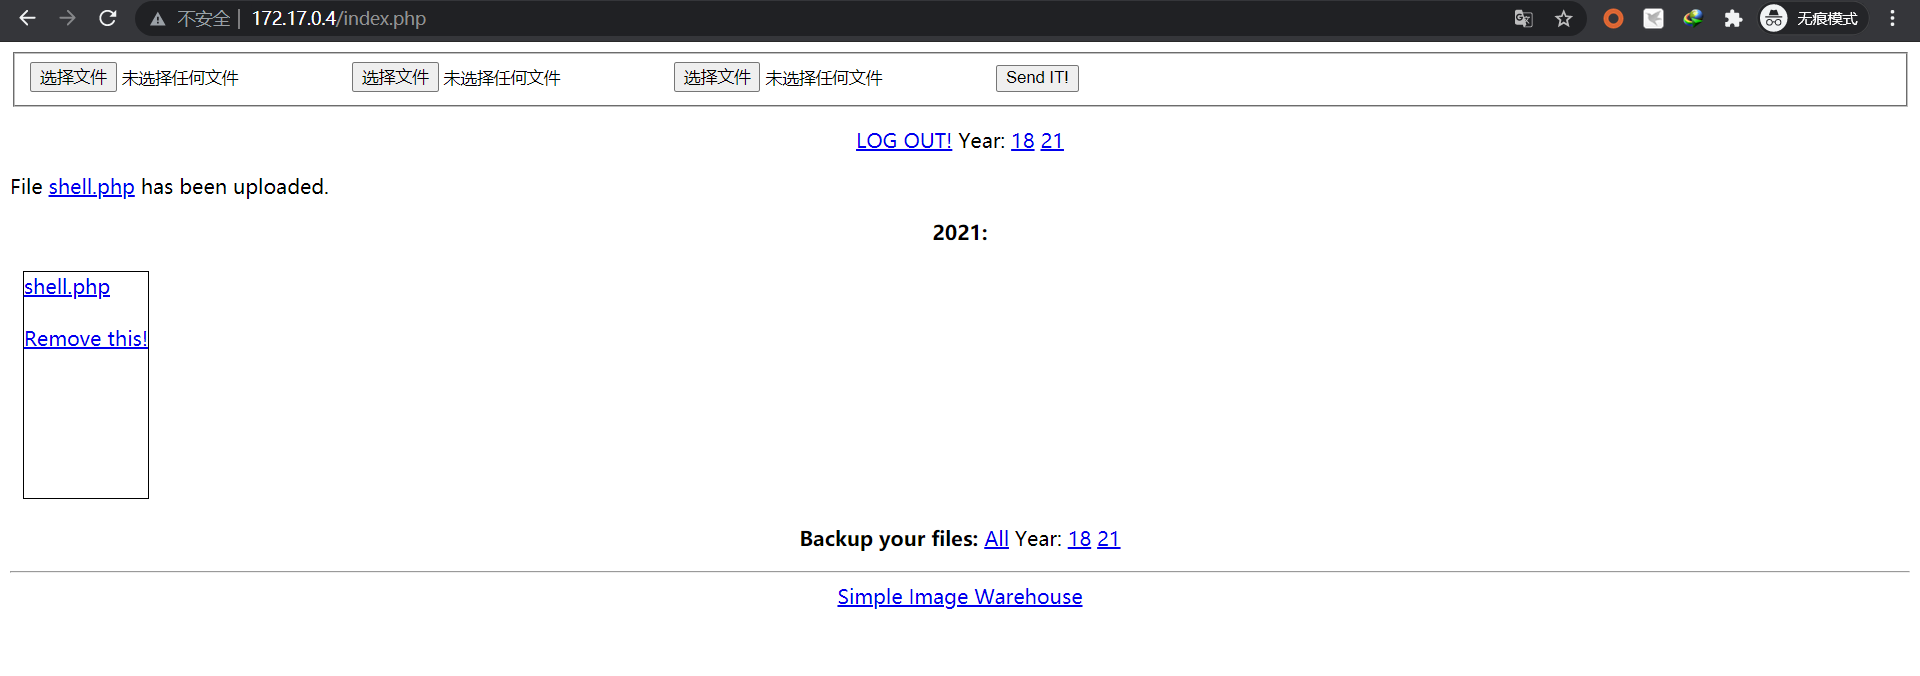 不安全 | 172.17.0.4/index.php 无痕模式
选择文件 未选择任何文件 选择文件 未选择任何文件 选择文件 未选择任何文件 Send IT!
LOG OUT! Year: 18 21
File shell.php has been uploaded.
2021:
shell.php
Remove this!
Backup your files: All Year: 18 21
Simple Image Warehouse